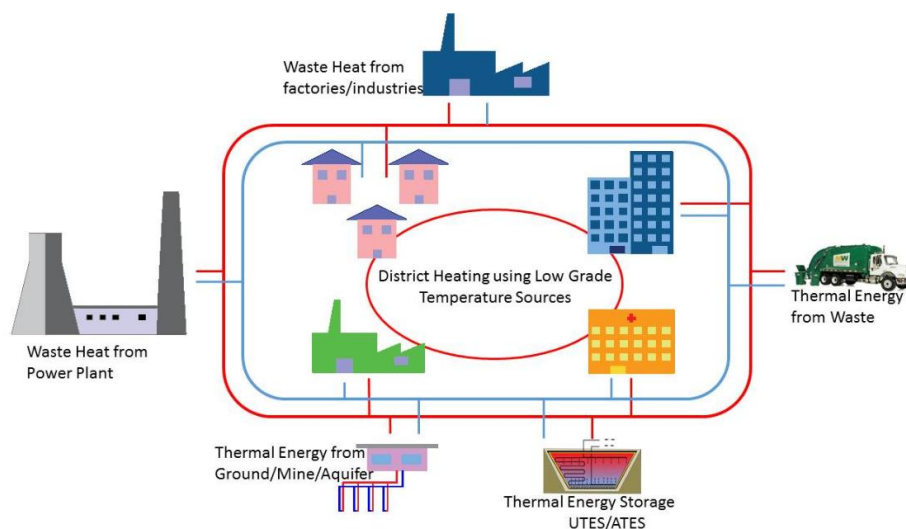 Waste Heat from
factories/industries
District Heating using Low Grade
Temperature Sources
Thermal Energy
from Waste
Waste Heat from
Power Plant
Thermal Energy from
Ground/Mine/Aquifer
Thermal Energy Storage
UTES/ATES